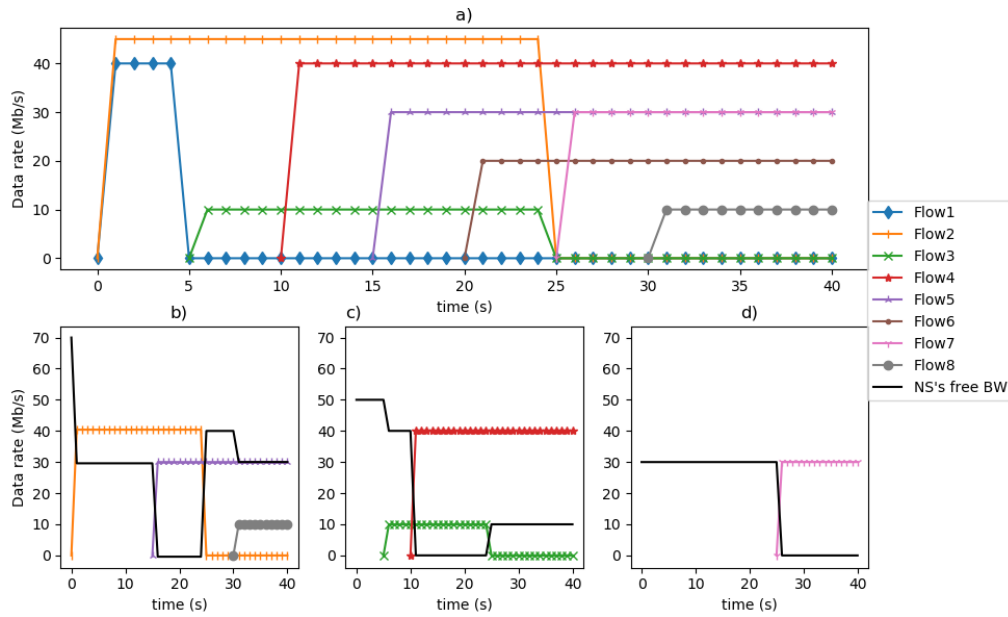 a)
Data rate (Mb/s)
40
30
20
10
0
0 5 10 15 20 25 30 35 40
time (s)
Flow1
Flow2
Flow3
Flow4
Flow5
Flow6
Flow7
Flow8
NS's free BW
b)
Data rate (Mb/s)
70
60
50
40
30
20
10
0
0 10 20 30 40
time (s)
c)
70
60
50
40
30
20
10
0
0 10 20 30 40
time (s)
d)
70
60
50
40
30
20
10
0
0 10 20 30 40
time (s)